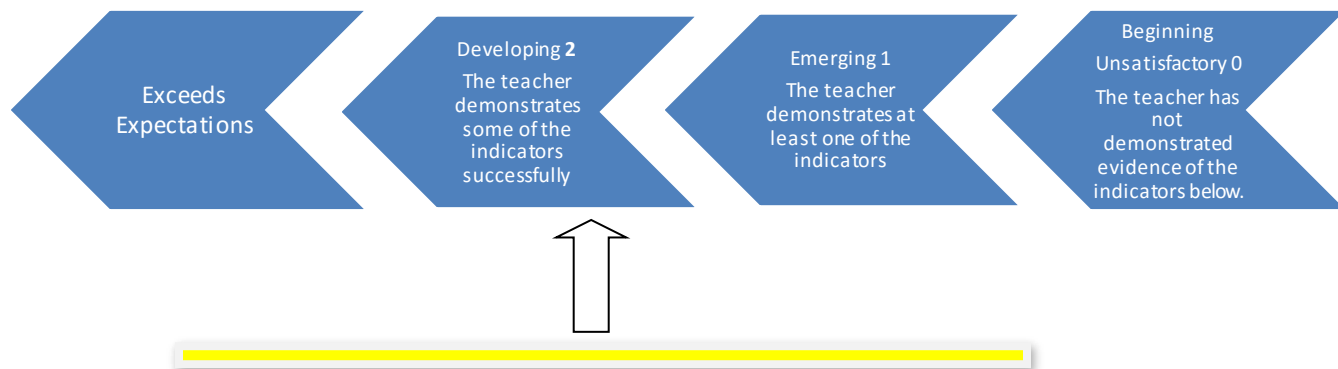 Exceeds
Expectations
Developing 2
The teacher
demonstrates
some of the
indicators
successfully
Emerging 1
The teacher
demonstrates at
least one of the
indicators
Beginning
Unsatisfactory 0
The teacher has
not
demonstrated
evidence of the
indicators below.